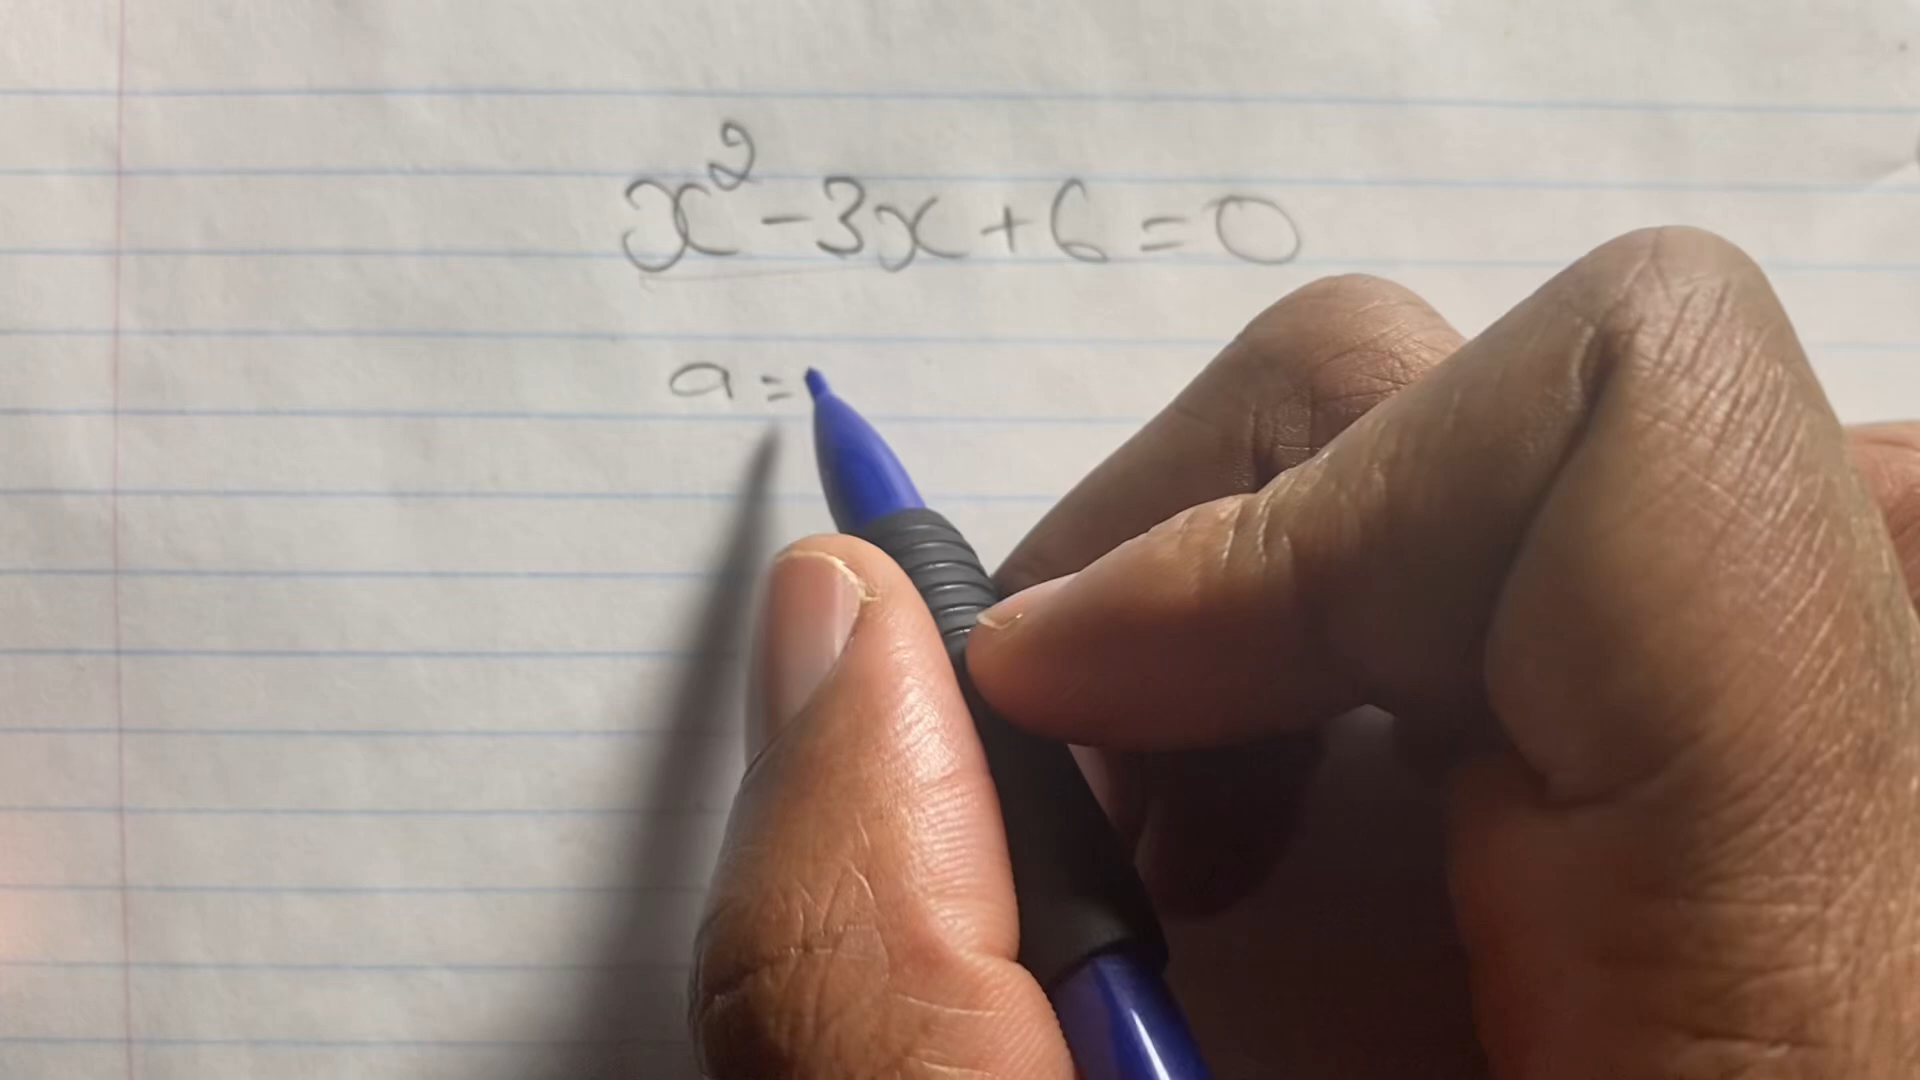 x² - 3x + 6 = 0
a =